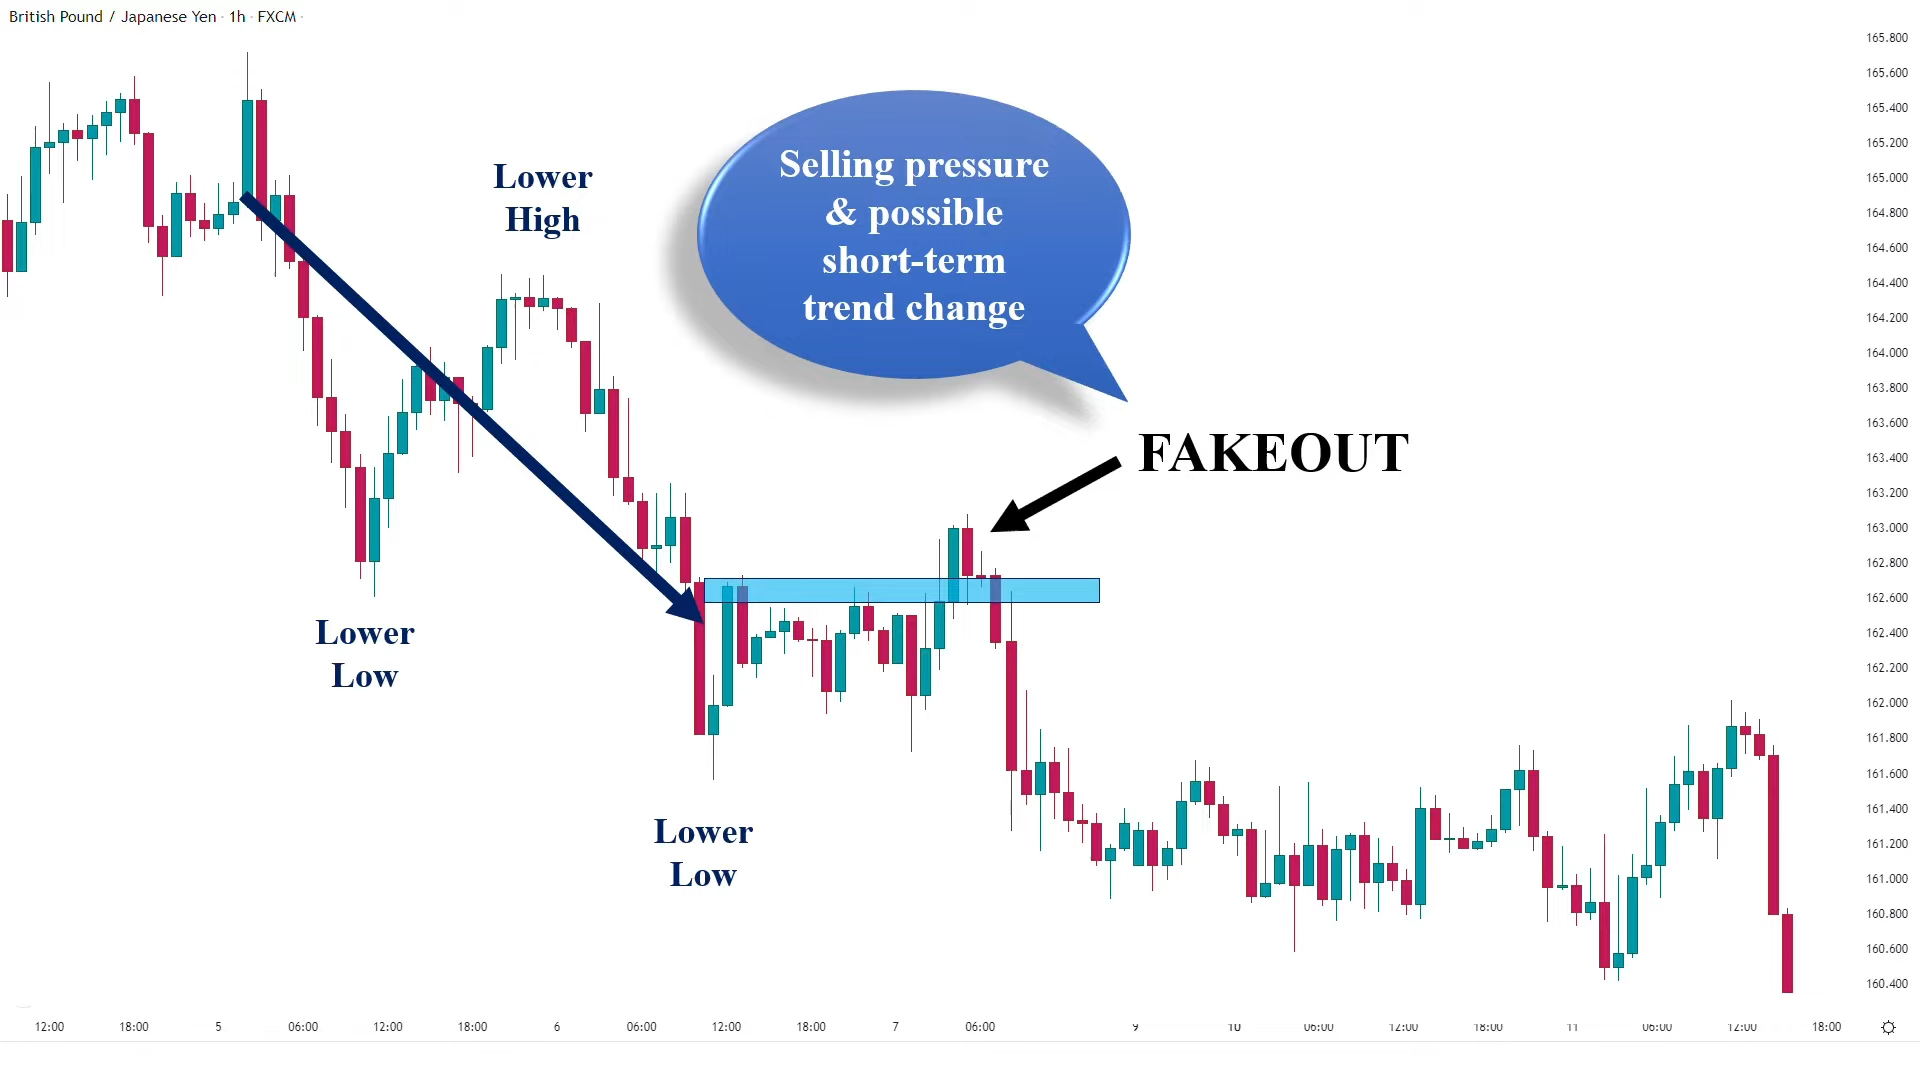 British Pound / Japanese Yen · 1h · FXCM ·
Lower
High
Selling pressure
& possible
short-term
trend change
FAKEOUT
Lower
Low
Lower
Low
165.800
165.600
165.400
165.200
165.000
164.800
164.600
164.400
164.200
164.000
163.800
163.600
163.400
163.200
163.000
162.800
162.600
162.400
162.200
162.000
161.800
161.600
161.400
161.200
161.000
160.800
160.600
160.400
12:00 18:00 5 06:00 12:00 18:00 6 06:00 12:00 18:00 7 06:00 9 10 06:00 12:00 18:00 11 06:00 12:00 18:00